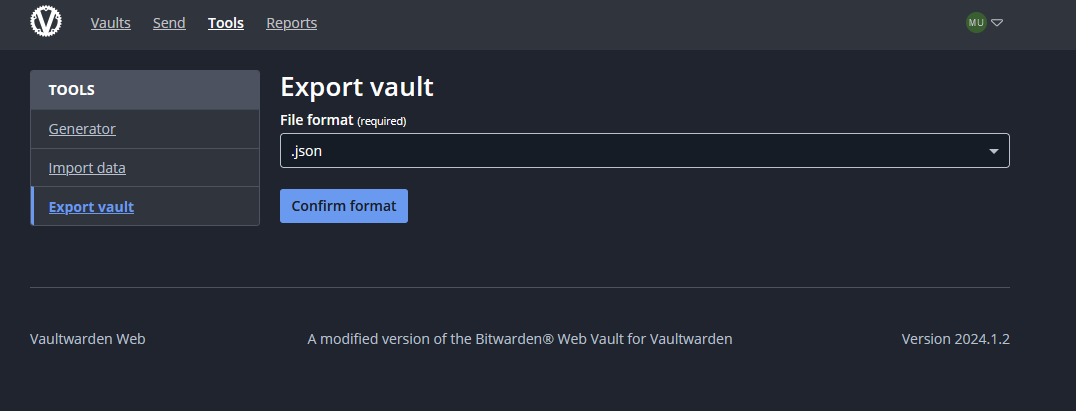 Vaults Send Tools Reports MU
TOOLS
Generator
Import data
Export vault
Export vault
File format (required)
.json
Confirm format
Vaultwarden Web A modified version of the Bitwarden® Web Vault for Vaultwarden Version 2024.1.2